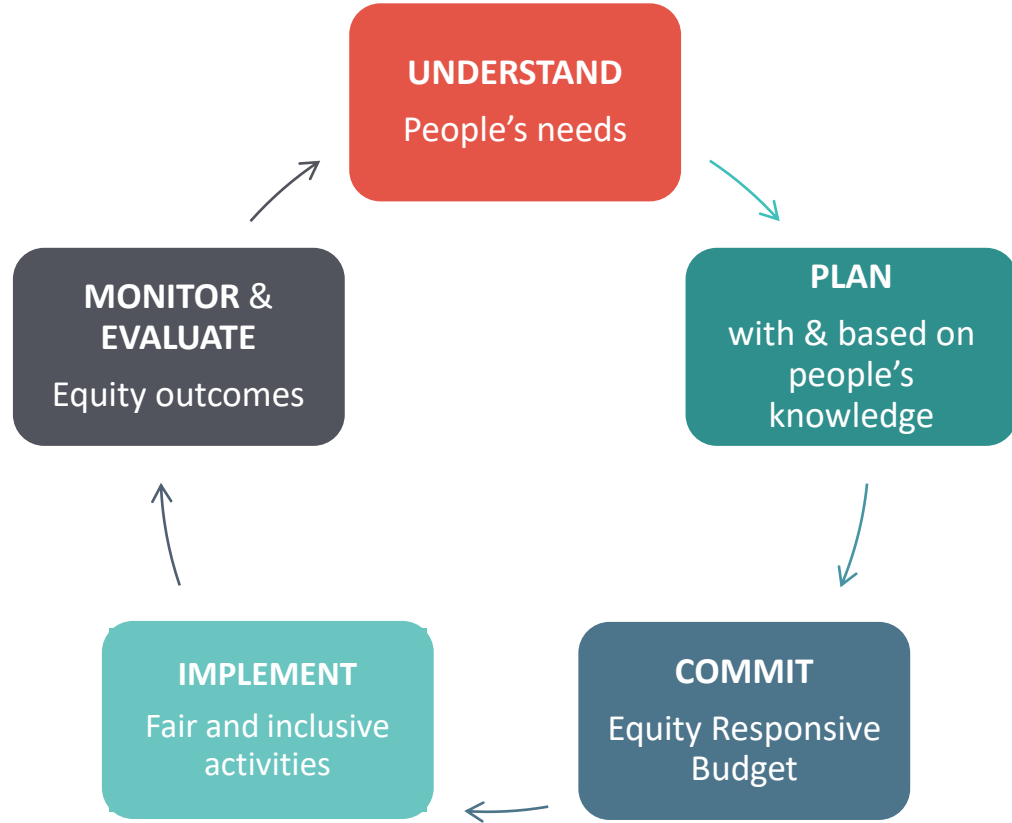 UNDERSTAND
People’s needs
PLAN
with & based on
people’s
knowledge
COMMIT
Equity Responsive
Budget
IMPLEMENT
Fair and inclusive
activities
MONITOR &
EVALUATE
Equity outcomes